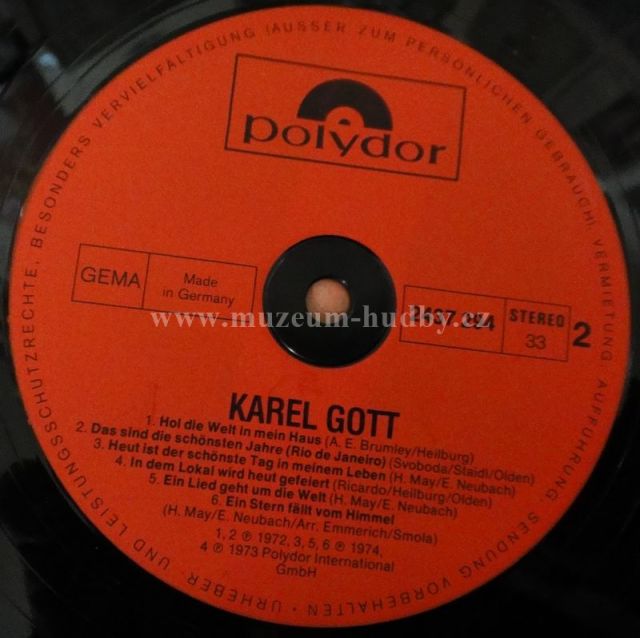 URHEBER- UND LEISTUNGSSCHUTZRECHTE, BESONDERS VERVIELFÄLTIGUNG (AUSSER ZUM PERSÖNLICHEN GEBRAUCH), VERMIETUNG, AUFFÜHRUNG, SENDUNG VORBEHALTEN ·
polydor
GEMA
Made
in Germany
STEREO
33
2
www.muzeum-hudby.cz
KAREL GOTT
1. Hol die Welt in mein Haus (A. E. Brumley/Heilburg)
2. Das sind die schönsten Jahre (Rio de Janeiro) (Svoboda/Staidl/Olden)
3. Heut ist der schönste Tag in meinem Leben (H. May/E. Neubach)
4. In dem Lokal wird heut gefeiert (Ricardo/Heilburg/Olden)
5. Ein Lied geht um die Welt (H. May/E. Neubach)
6. Ein Stern fällt vom Himmel
(H. May/E. Neubach/Arr. Emmerich/Smola)
1, 2 ℗ 1972, 3, 5, 6 ℗ 1974,
4 ℗ 1973 Polydor International
GmbH